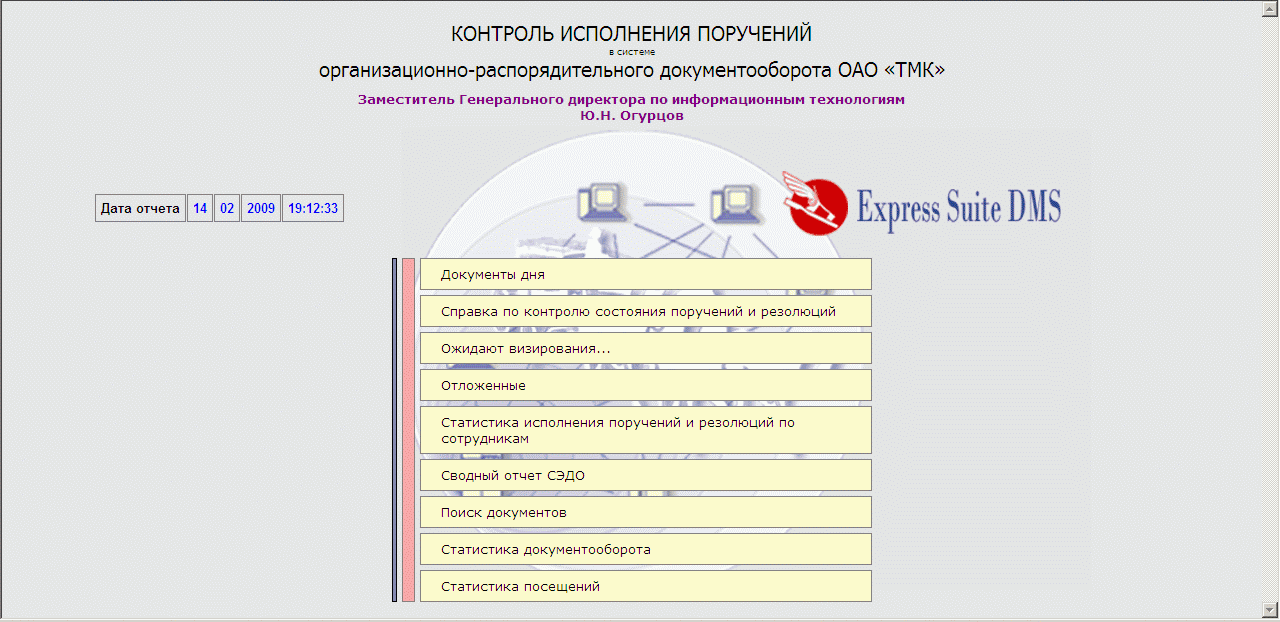 КОНТРОЛЬ ИСПОЛНЕНИЯ ПОРУЧЕНИЙ
в системе
организационно-распорядительного документооборота ОАО «ТМК»
Заместитель Генерального директора по информационным технологиям
Ю.Н. Огурцов
Дата отчета 14 02 2009 19:12:33
Express Suite DMS
Документы дня
Справка по контролю состояния поручений и резолюций
Ожидают визирования...
Отложенные
Статистика исполнения поручений и резолюций по
сотрудникам
Сводный отчет СЭДО
Поиск документов
Статистика документооборота
Статистика посещений